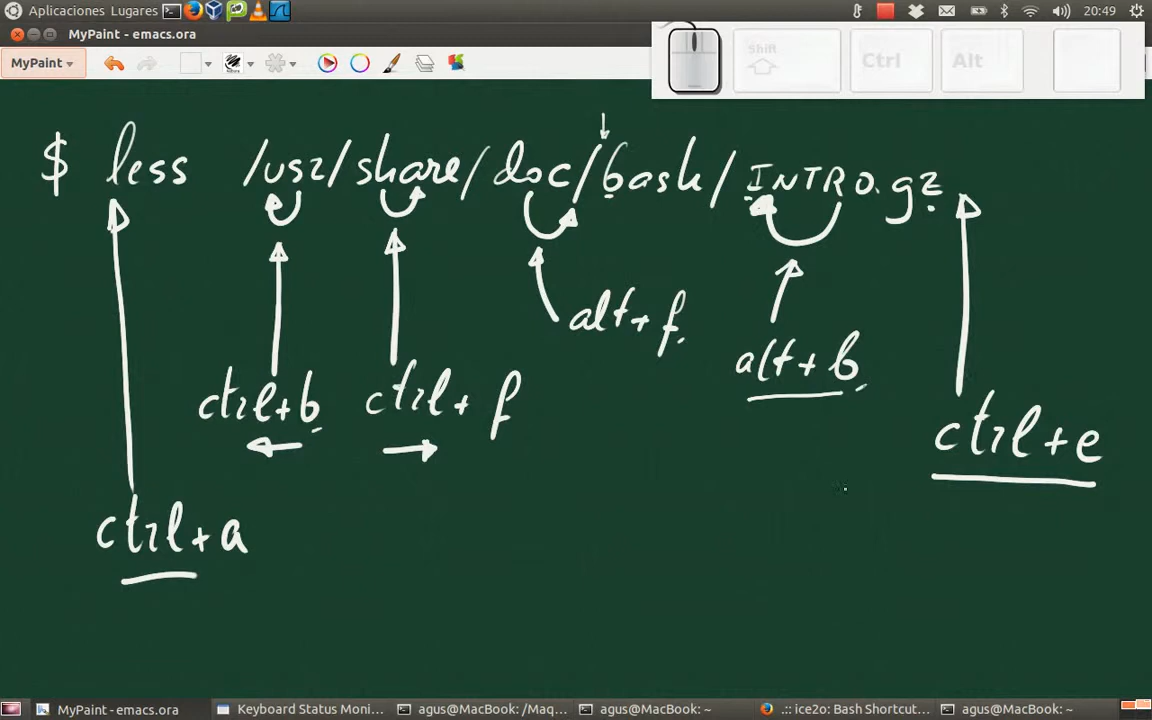 Aplicaciones Lugares 20:49
MyPaint - emacs.ora
MyPaint
Shift
Ctrl
Alt
$ less /usr/share/doc/bash/INTRO.gz
alt+f
alt+b
ctrl+b ctrl+f
ctrl+e
ctrl+a
MyPaint - emacs.ora Keyboard Status Moni... agus@MacBook: /Maq... agus@MacBook: ~ .:: ice2o: Bash Shortcut... agus@MacBook: ~